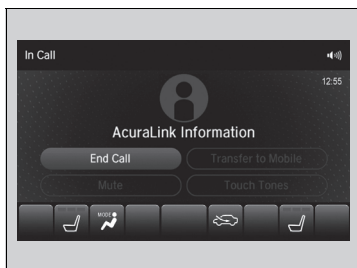 In Call
12:55
AcuraLink Information
End Call Transfer to Mobile
Mute Touch Tones
MODE